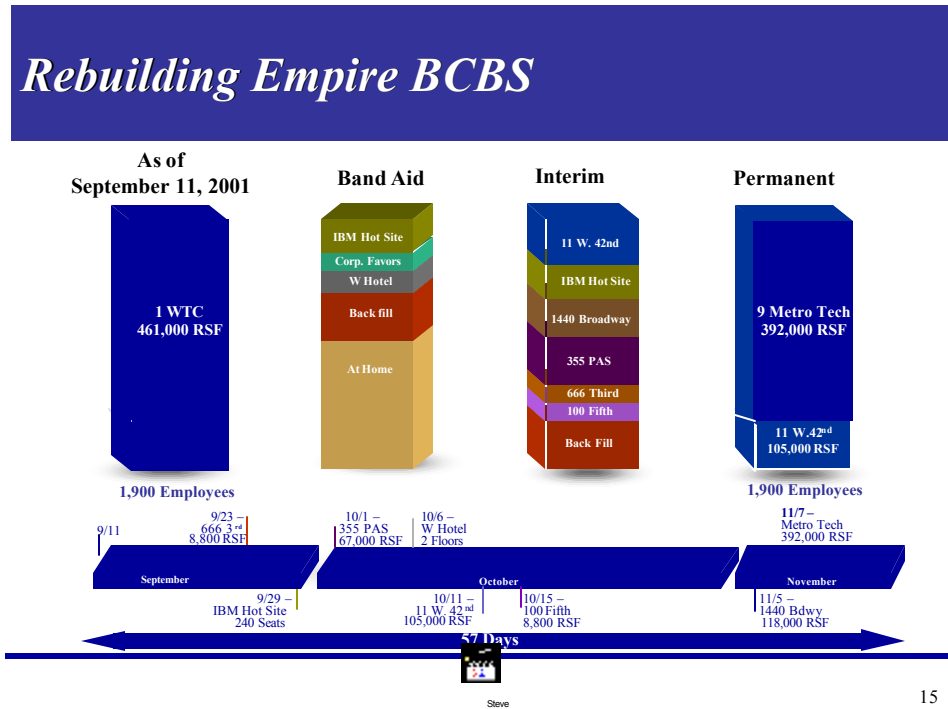 Rebuilding Empire BCBS
As of
September 11, 2001
Band Aid
Interim
Permanent
1 WTC
461,000 RSF
IBM Hot Site
Corp. Favors
W Hotel
Back fill
At Home
11 W. 42nd
IBM Hot Site
1440 Broadway
355 PAS
666 Third
100 Fifth
Back Fill
9 Metro Tech
392,000 RSF
11 W.42nd
105,000 RSF
1,900 Employees
1,900 Employees
9/11
9/23 –
666 3rd
8,800 RSF
10/1 –
355 PAS
67,000 RSF
10/6 –
W Hotel
2 Floors
11/7 –
Metro Tech
392,000 RSF
September
October
November
9/29 –
IBM Hot Site
240 Seats
10/11 –
11 W. 42nd
105,000 RSF
10/15 –
100 Fifth
8,800 RSF
11/5 –
1440 Bdwy
118,000 RSF
57 Days
Steve
15